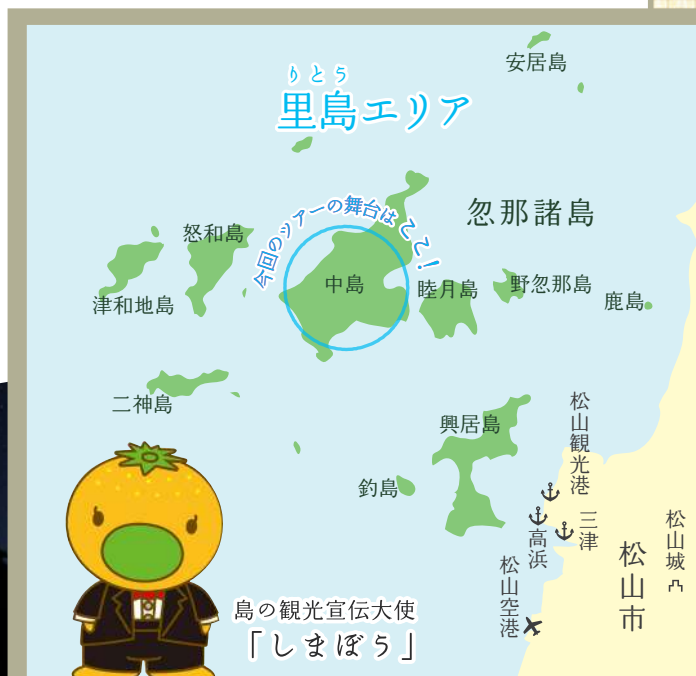 安居島
りとう
里島エリア
忽那諸島
今回のツアーの舞台はここ!
怒和島
中島
睦月島
野忽那島
鹿島
津和地島
二神島
興居島
釣島
松山観光港
三津
高浜
松山空港
松山市
松山城
島の観光宣伝大使
「しまぼう」